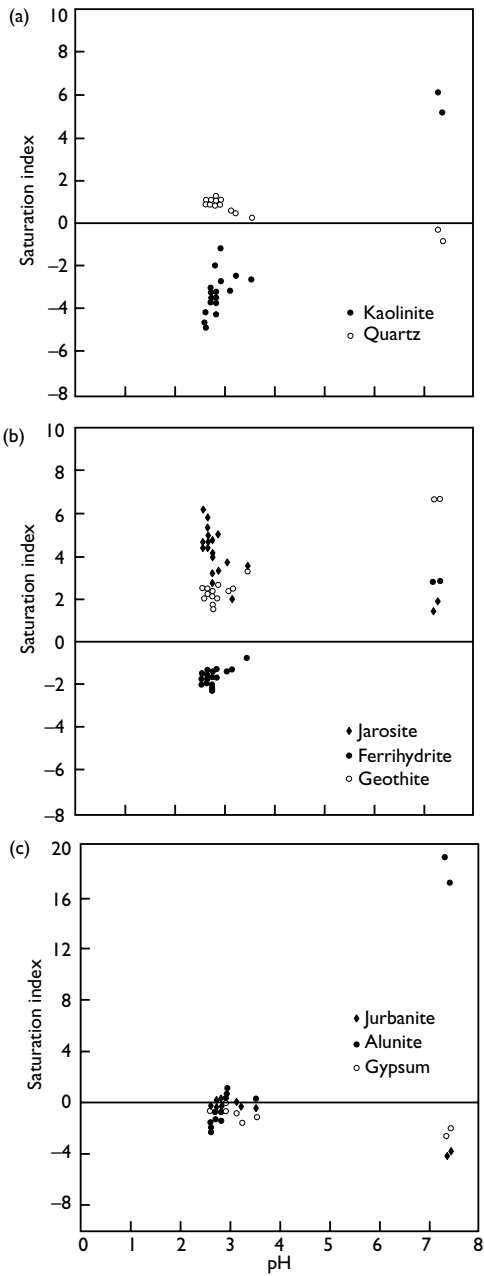 (a)
10
8
6
4
2
0
−2
−4
−6
−8
Saturation index
Kaolinite
Quartz
(b)
10
8
6
4
2
0
−2
−4
−6
−8
Saturation index
Jarosite
Ferrihydrite
Geothite
(c)
20
16
12
8
4
0
−4
−8
Saturation index
Jurbanite
Alunite
Gypsum
0 1 2 3 4 5 6 7 8
pH